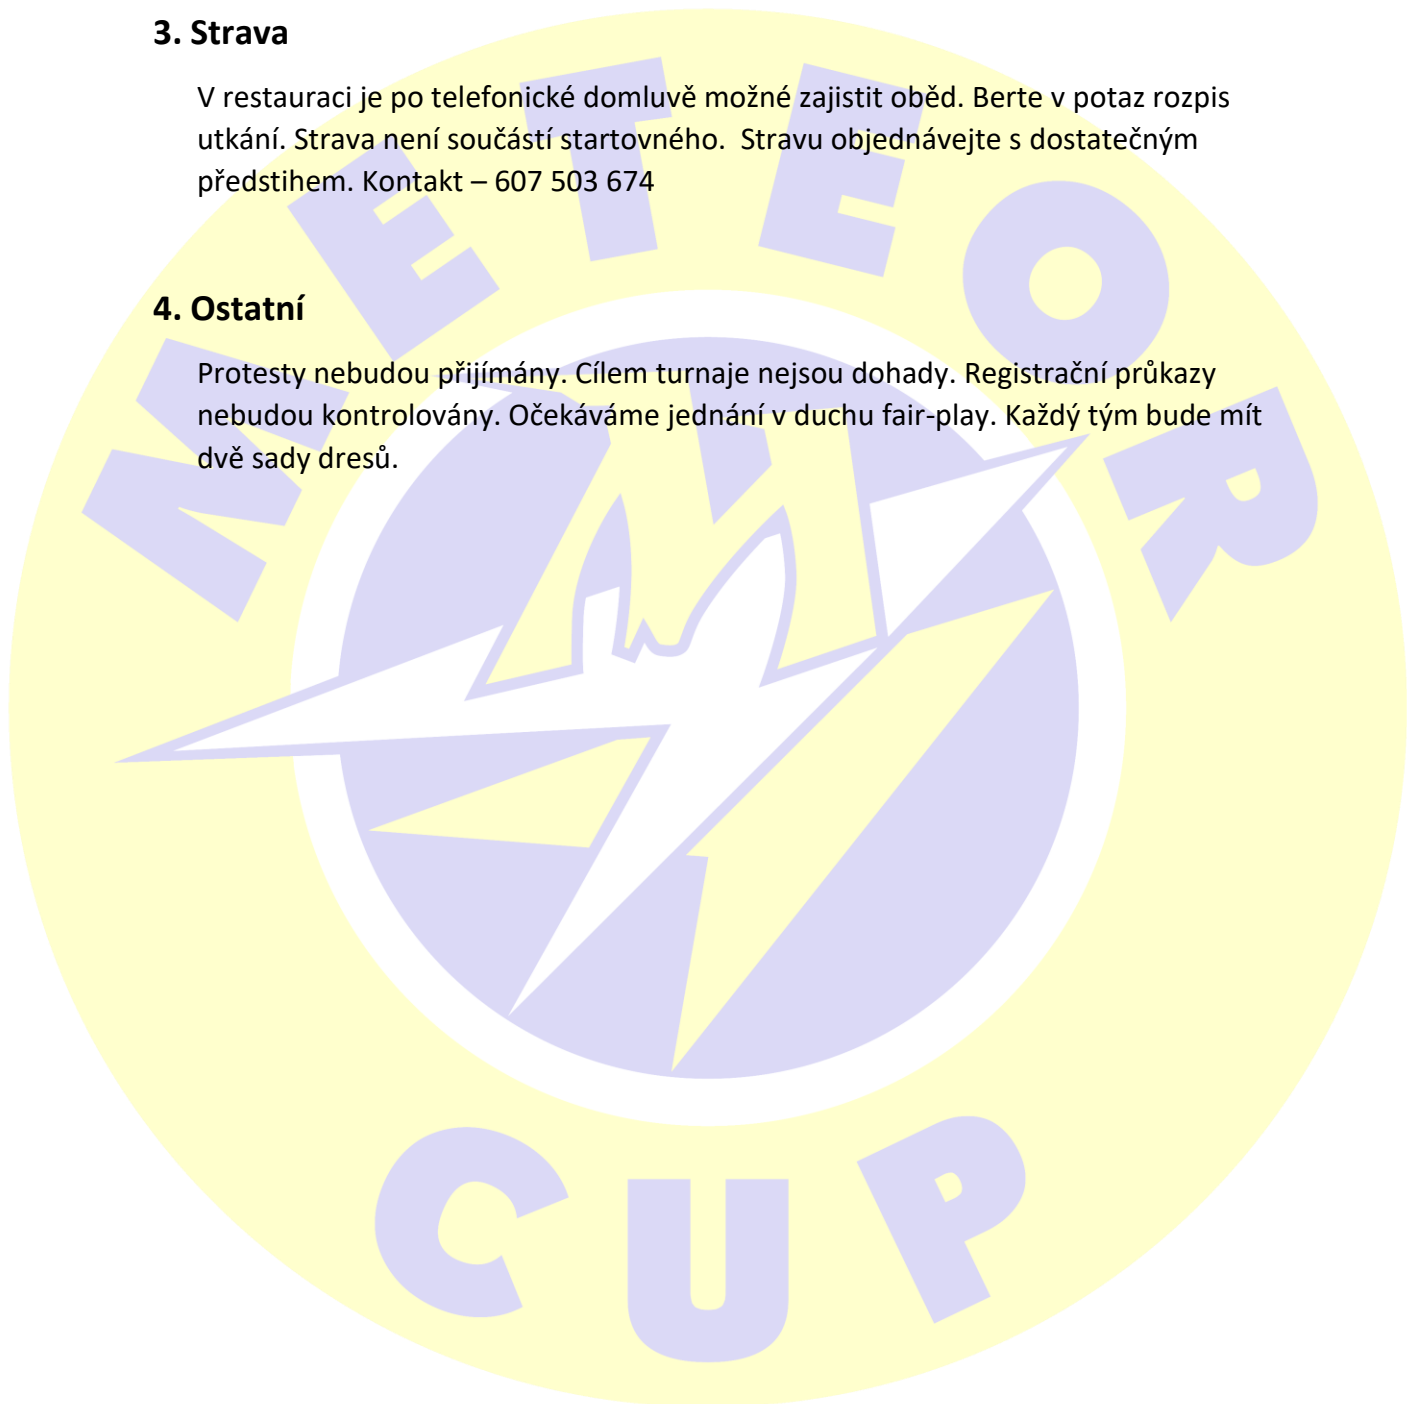 3. Strava
V restauraci je po telefonické domluvě možné zajistit oběd. Berte v potaz rozpis
utkání. Strava není součástí startovného.  Stravu objednávejte s dostatečným
předstihem. Kontakt – 607 503 674
4. Ostatní
Protesty nebudou přijímány. Cílem turnaje nejsou dohady. Registrační průkazy
nebudou kontrolovány. Očekáváme jednání v duchu fair-play. Každý tým bude mít
dvě sady dresů.
METEOR
CUP